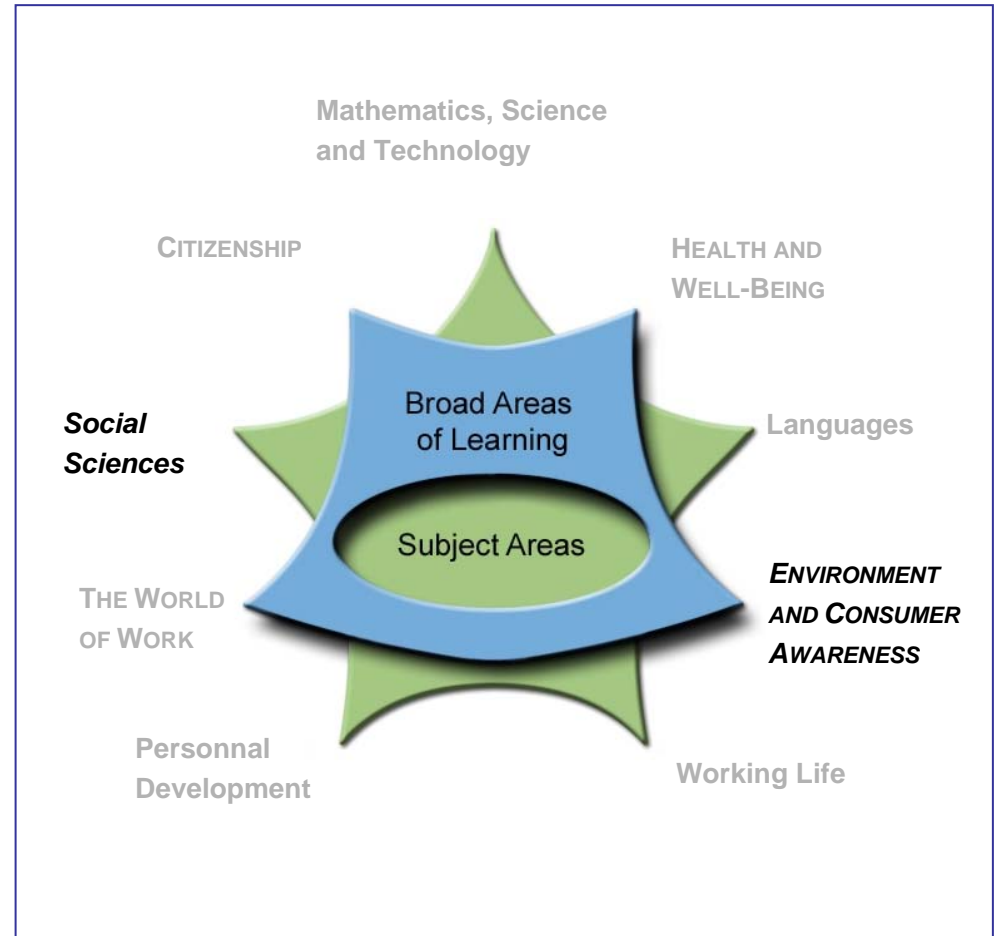 Mathematics, Science
and Technology
CITIZENSHIP
HEALTH AND
WELL-BEING
Broad Areas
of Learning
Social
Sciences
Languages
Subject Areas
ENVIRONMENT
AND CONSUMER
AWARENESS
THE WORLD
OF WORK
Personnal
Development
Working Life